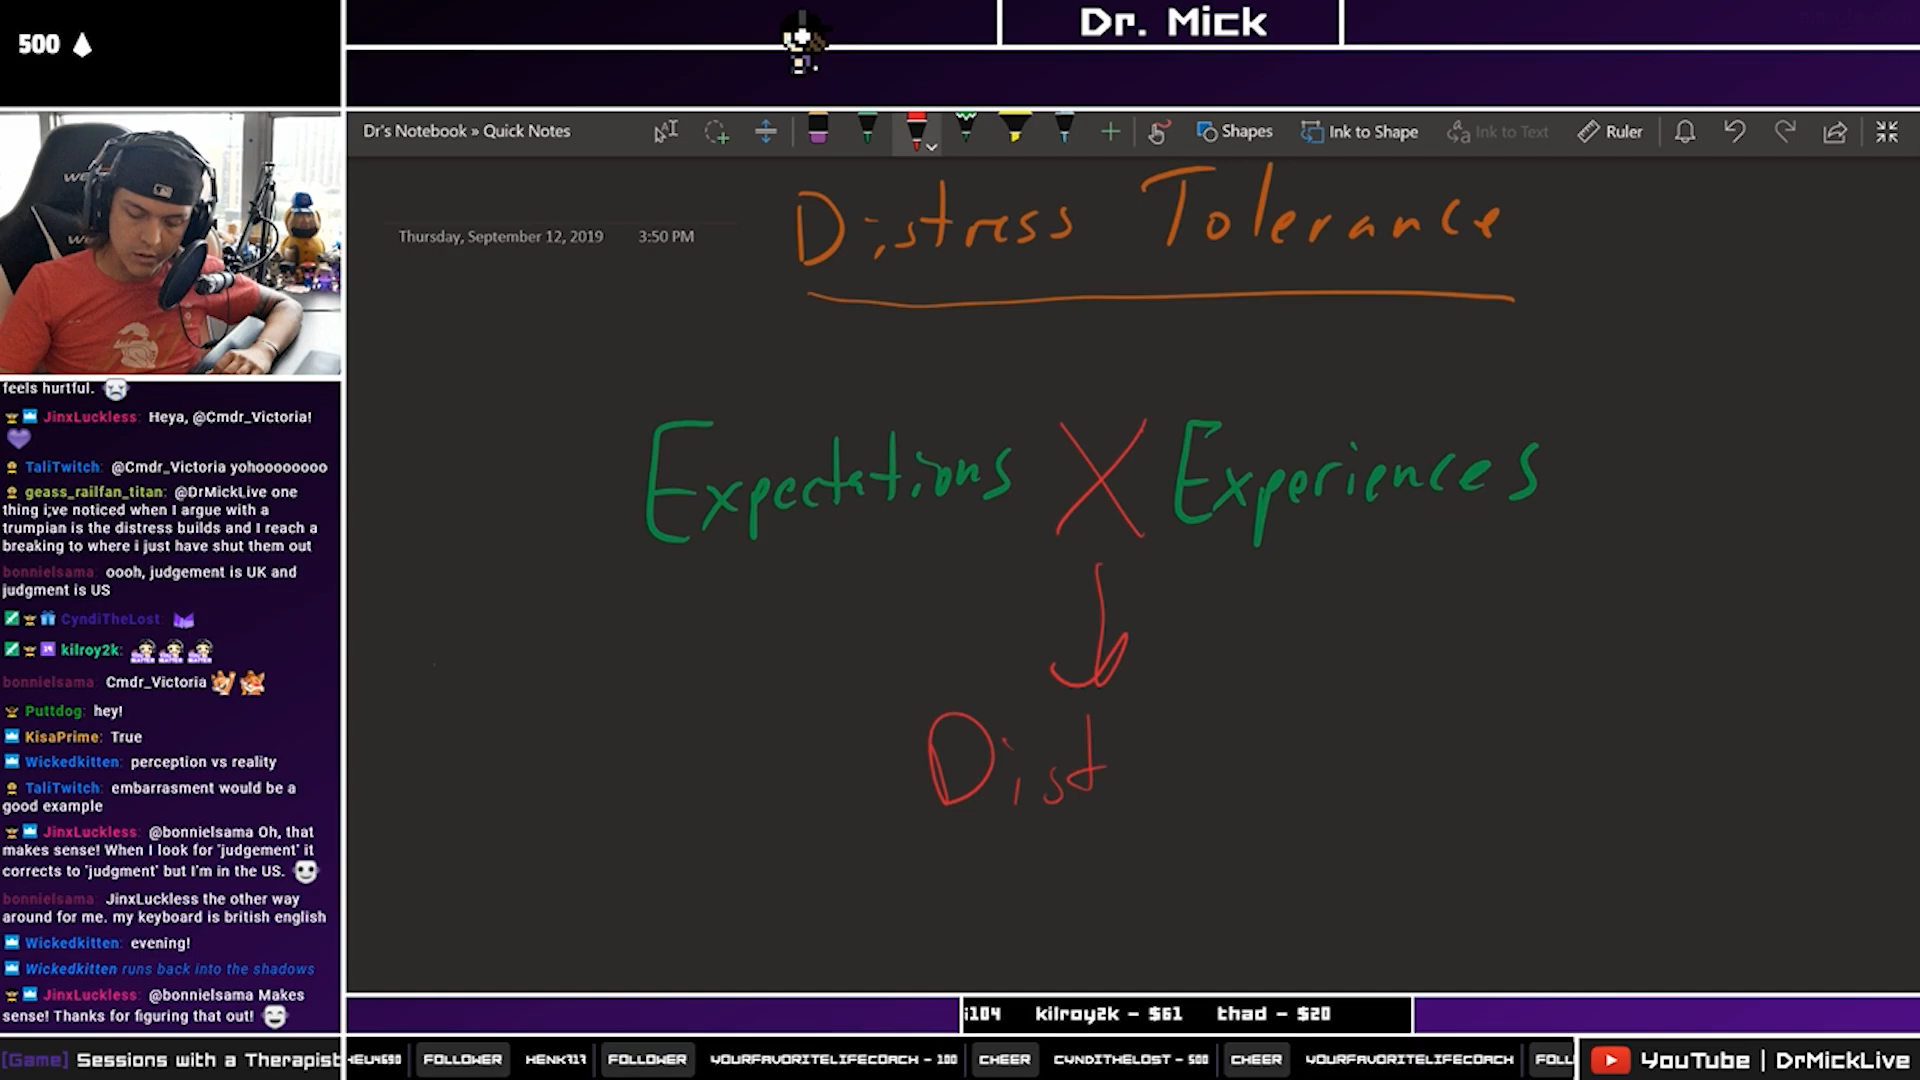 500
Dr. Mick
Dr's Notebook » Quick Notes
Shapes
Ink to Shape
Ink to Text
Ruler
Thursday, September 12, 2019 3:50 PM
Distress Tolerance
Expectations X Experiences
Dist
feels hurtful.
JinxLuckless: Heya, @Cmdr_Victoria!
TaliTwitch: @Cmdr_Victoria yohoooooooo
geass_railfan_titan: @DrMickLive one
thing i;ve noticed when I argue with a
trumpian is the distress builds and I reach a
breaking to where i just have shut them out
bonnielsama: oooh, judgement is UK and
judgment is US
CyndiTheLost:
kilroy2k:
bonnielsama: Cmdr_Victoria
Puttdog: hey!
KisaPrime: True
Wickedkitten: perception vs reality
TaliTwitch: embarrasment would be a
good example
JinxLuckless: @bonnielsama Oh, that
makes sense! When I look for 'judgement' it
corrects to 'judgment' but I'm in the US.
bonnielsama: JinxLuckless the other way
around for me. my keyboard is british english
Wickedkitten: evening!
Wickedkitten runs back into the shadows
JinxLuckless: @bonnielsama Makes
sense! Thanks for figuring that out!
kilroy2k – $61 thad – $20
[Game] Sessions with a Therapist
FOLLOWER HENK717 FOLLOWER YOURFAVORITELIFECOACH - 100 CHEER CYNDITHELOST - 500 CHEER YOURFAVORITELIFECOACH FOLL
YouTube | DrMickLive